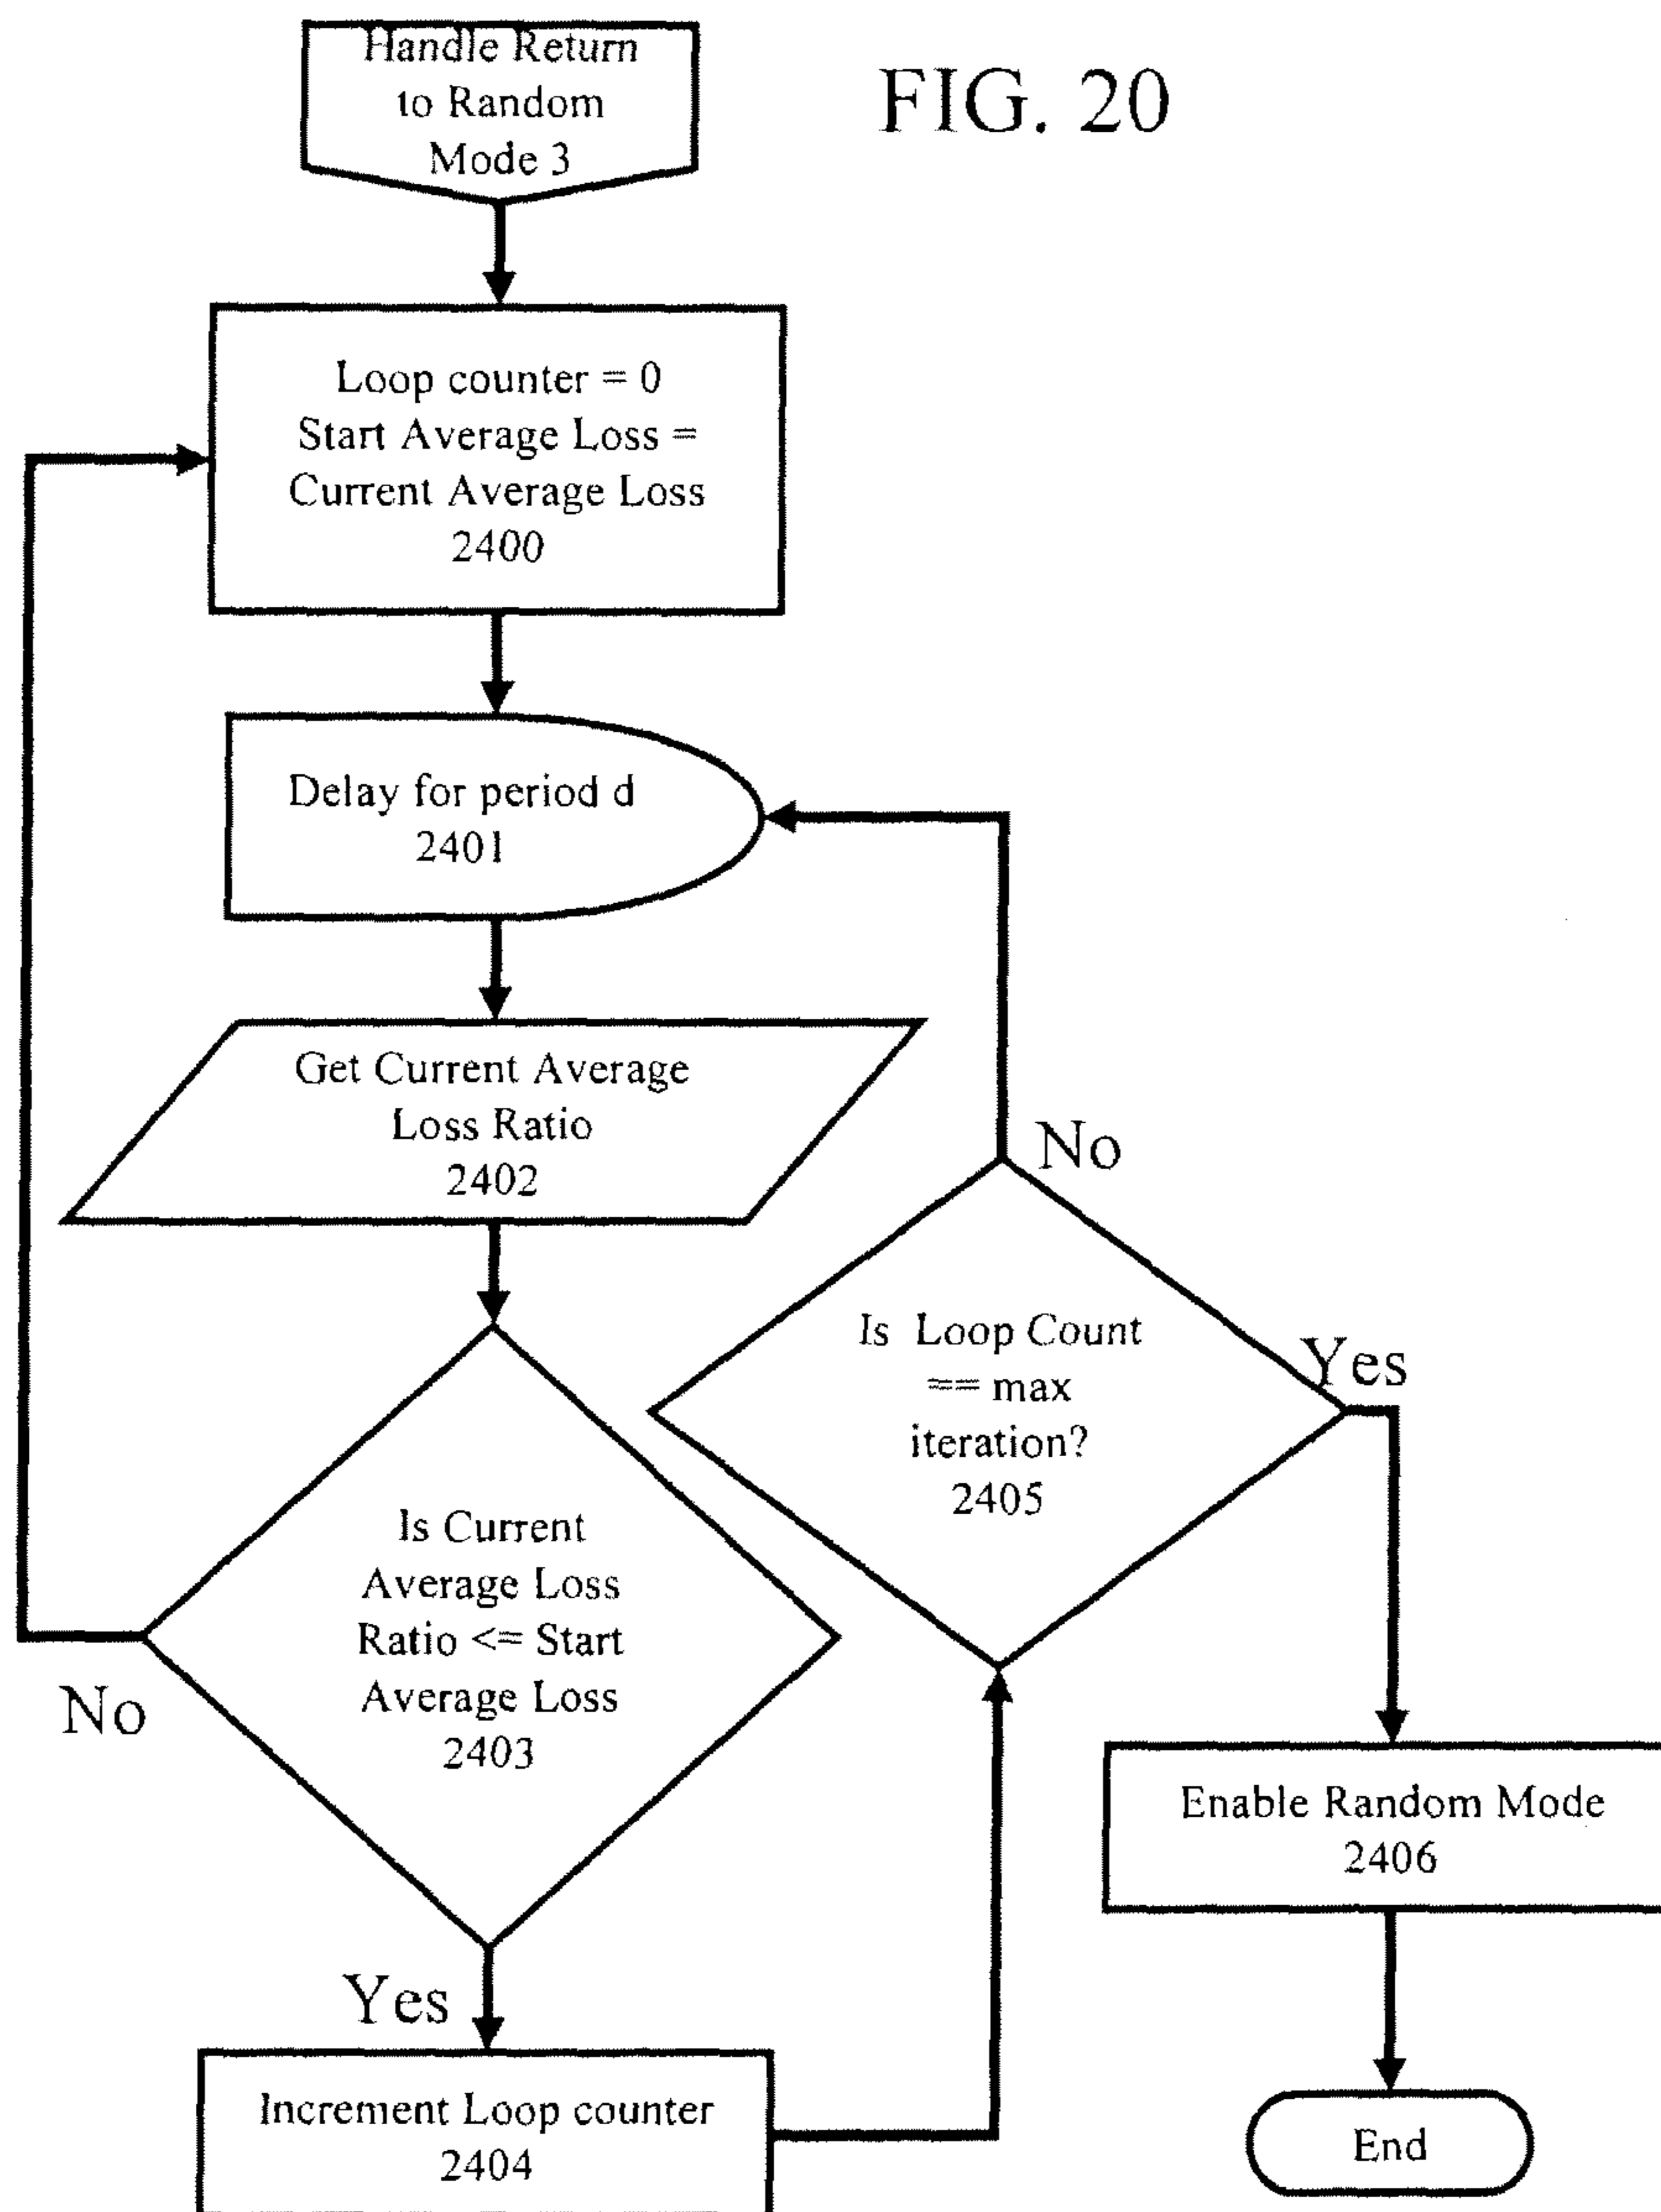 Handle Return
to Random
Mode 3
FIG. 20
Loop counter = 0
Start Average Loss =
Current Average Loss
2400
Delay for period d
2401
Get Current Average
Loss Ratio
2402
No
Is Loop Count
== max
iteration?
2405
Yes
Is Current
Average Loss
Ratio <= Start
Average Loss
2403
No
Enable Random Mode
2406
Yes
Increment Loop counter
2404
End